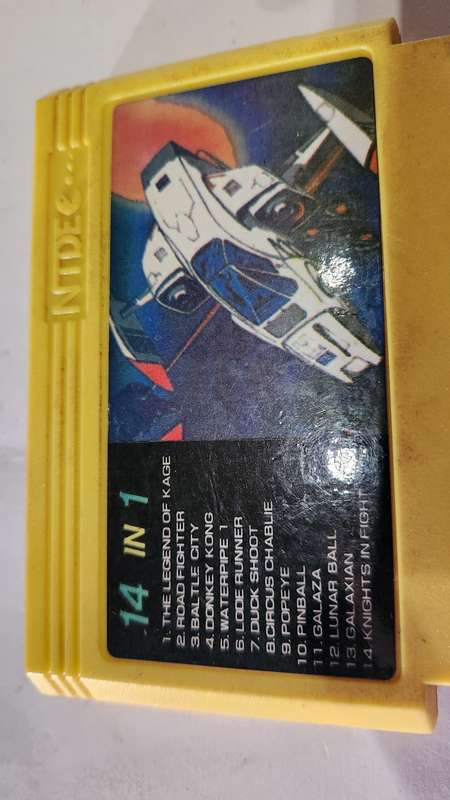 NTDEC
14 IN 1
1. THE LEGEND OF KAGE
2. ROAD FIGHTER
3. BALTLE CITY
4. DONKEY KONG
5. WATERPIPE 1
6. LODE RUNNER
7. DUCK SHOOT
8.CIRCUS CHABLIE
9. POPEYE
10. PINBALL
11. GALAZA
12. LUNAR BALL
13. GALAXIAN
14. KNIGHTS IN FIGHT